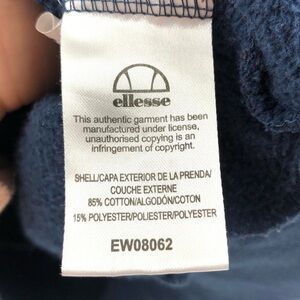 ellesse
This authentic garment has been
manufactured under license,
unauthorised copying is an
infringement of copyright.
SHELL/CAPA EXTERIOR DE LA PRENDA/
COUCHE EXTERNE
85% COTTON/ALGODÓN/COTON
15% POLYESTER/POLIESTER/POLYESTER
EW08062